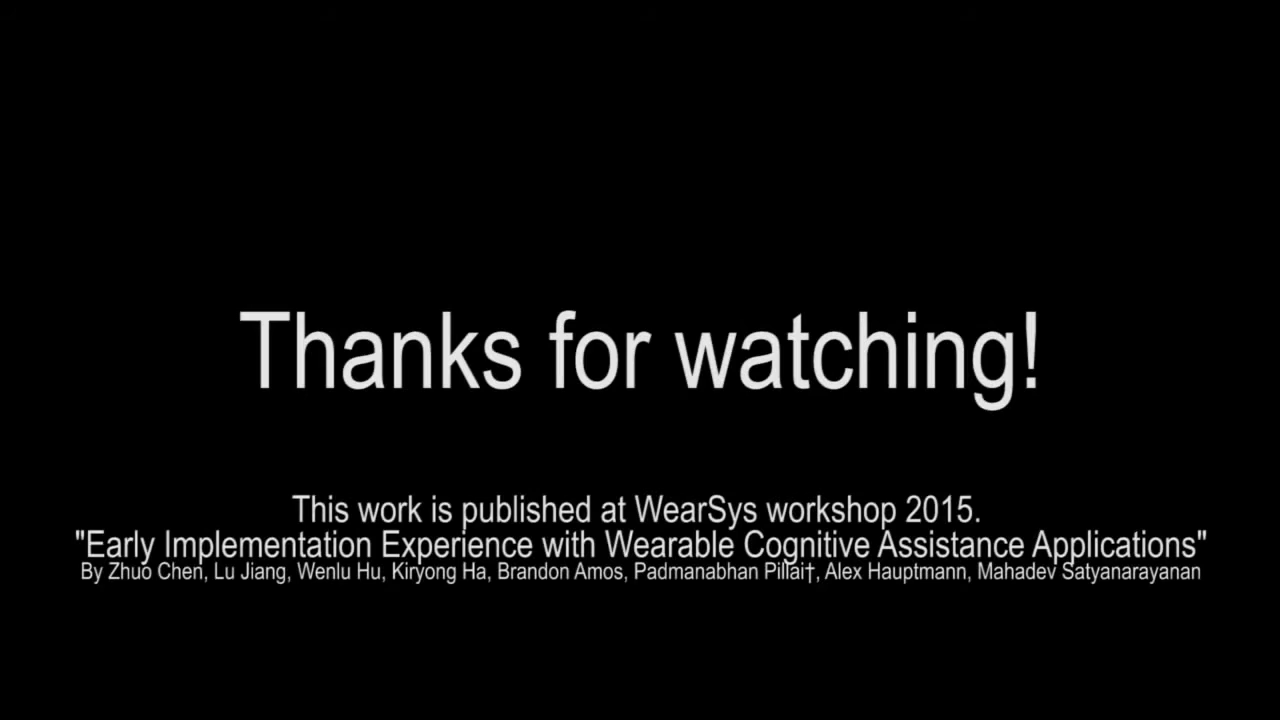 Thanks for watching!
This work is published at WearSys workshop 2015.
"Early Implementation Experience with Wearable Cognitive Assistance Applications"
By Zhuo Chen, Lu Jiang, Wenlu Hu, Kiryong Ha, Brandon Amos, Padmanabhan Pillai†, Alex Hauptmann, Mahadev Satyanarayanan